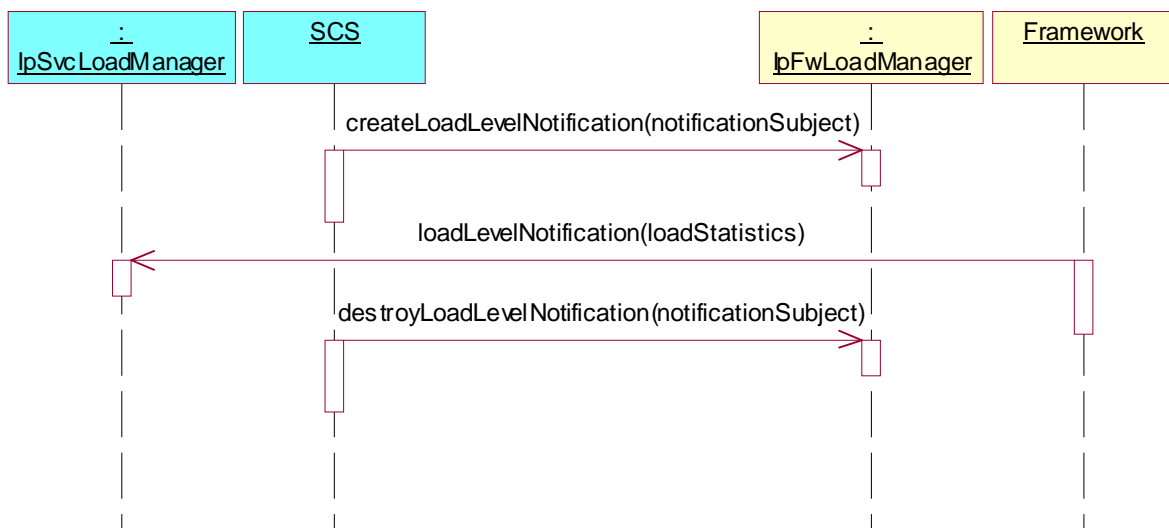 :
IpSvcLoadManager
SCS
:
IpFwLoadManager
Framework
createLoadLevelNotification(notificationSubject)
loadLevelNotification(loadStatistics)
destroyLoadLevelNotification(notificationSubject)